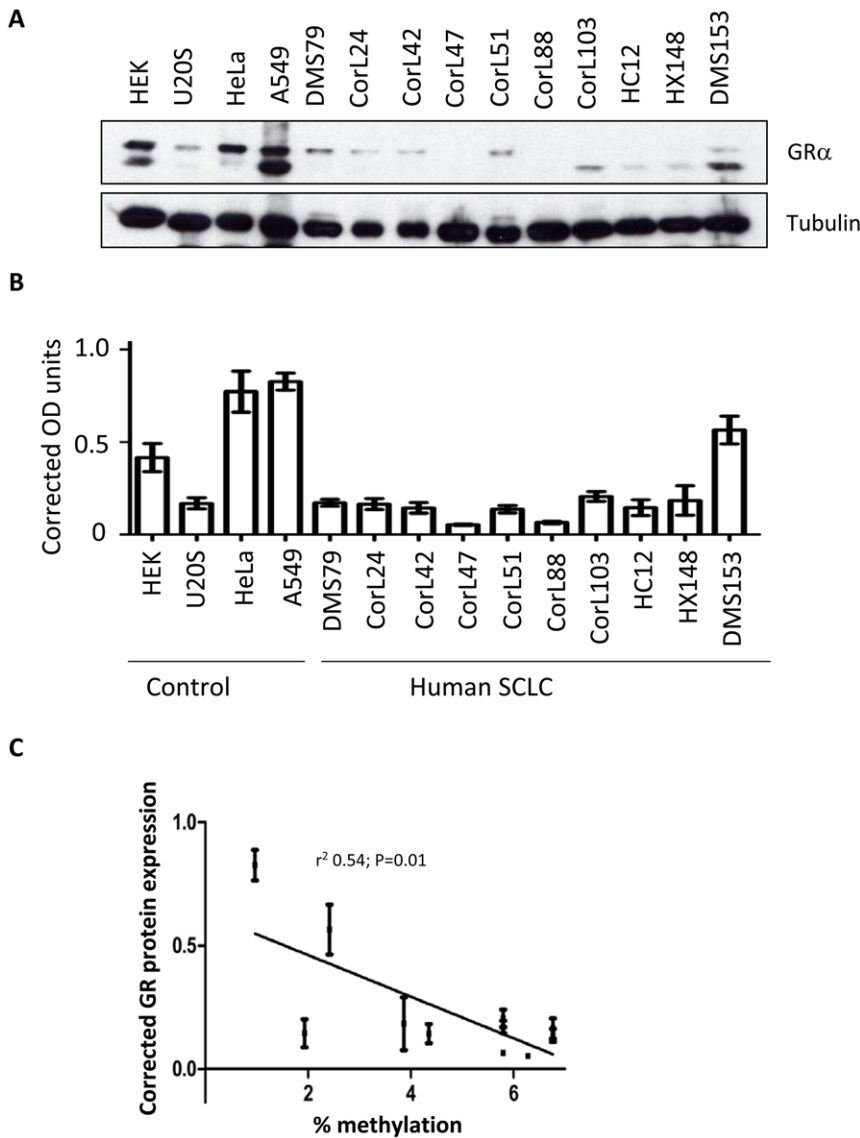 A
HEK U20S HeLa A549 DMS79 CorL24 CorL42 CorL47 CorL51 CorL88 CorL103 HC12 HX148 DMS153
GRα
Tubulin
B
Corrected OD units
1.0
0.5
0
HEK U20S HeLa A549 DMS79 CorL24 CorL42 CorL47 CorL51 CorL88 CorL103 HC12 HX148 DMS153
Control Human SCLC
C
Corrected GR protein expression
1.0
r² 0.54; P=0.01
0.5
0.0
2 4 6
% methylation